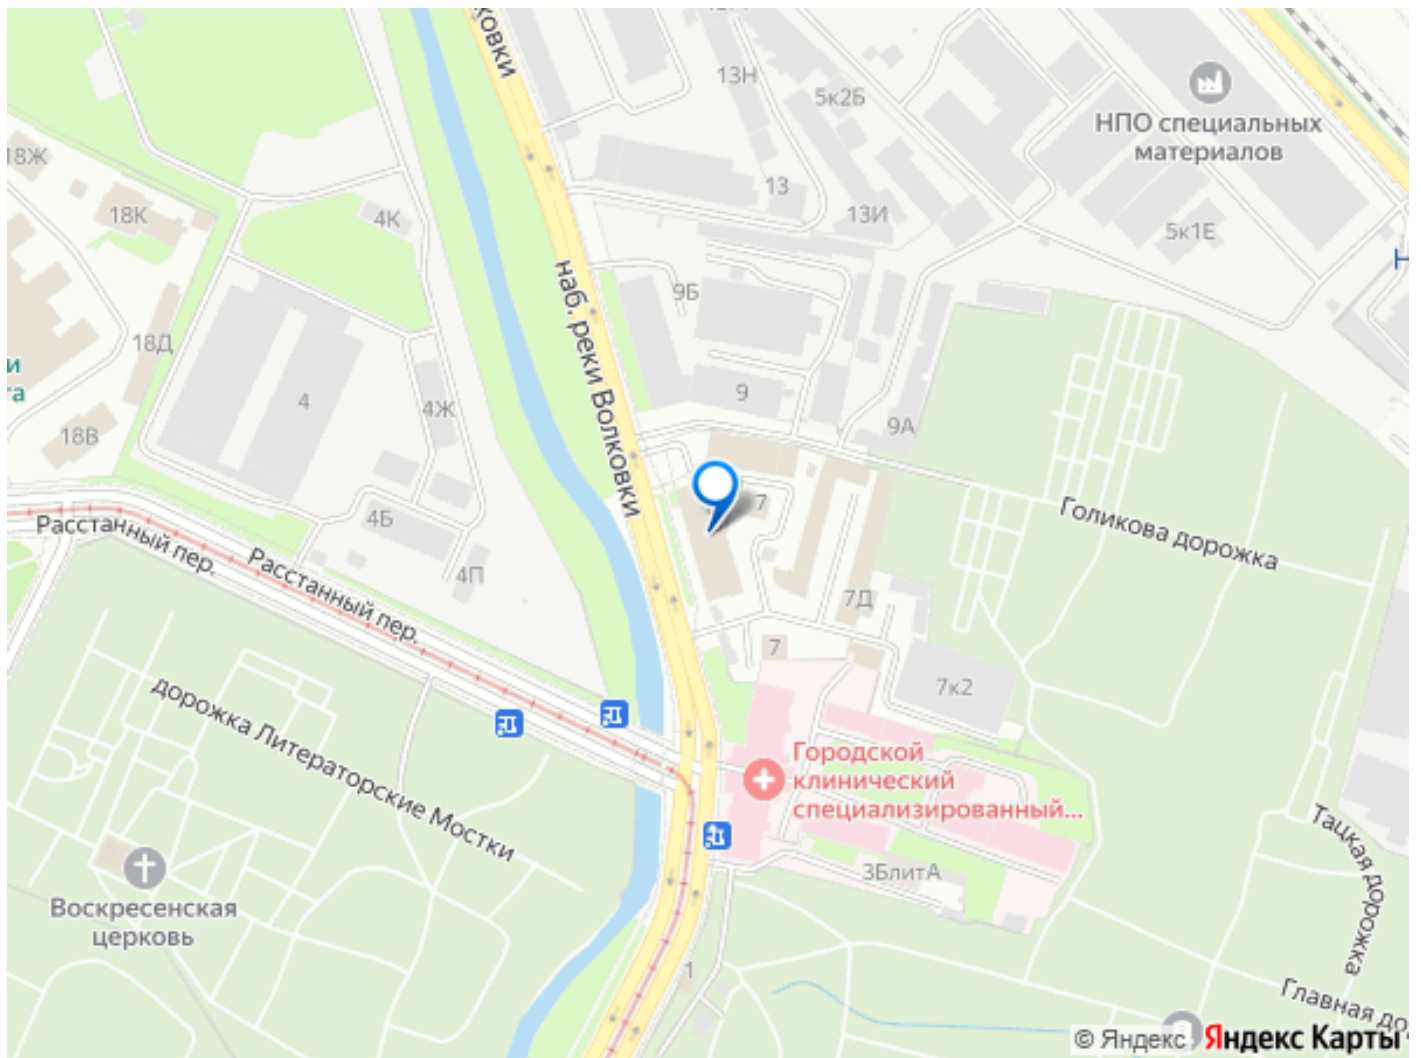 ковки
13Н
5к2Б
НПО специальных
материалов
18Ж
18К
4К
13
13И
5к1Е
Н
наб. реки Волковки
9Б
18Д
и
та
4
4Ж
9
9А
18В
7
Голикова дорожка
Расстанный пер.
Расстанный пер.
4Б
4П
7Д
7
7к2
дорожка Литераторские Мостки
Городской
клинический
специализированный...
Тацкая дорожка
3БлитА
Воскресенская
церковь
1
Главная до
© Яндекс Яндекс Карты